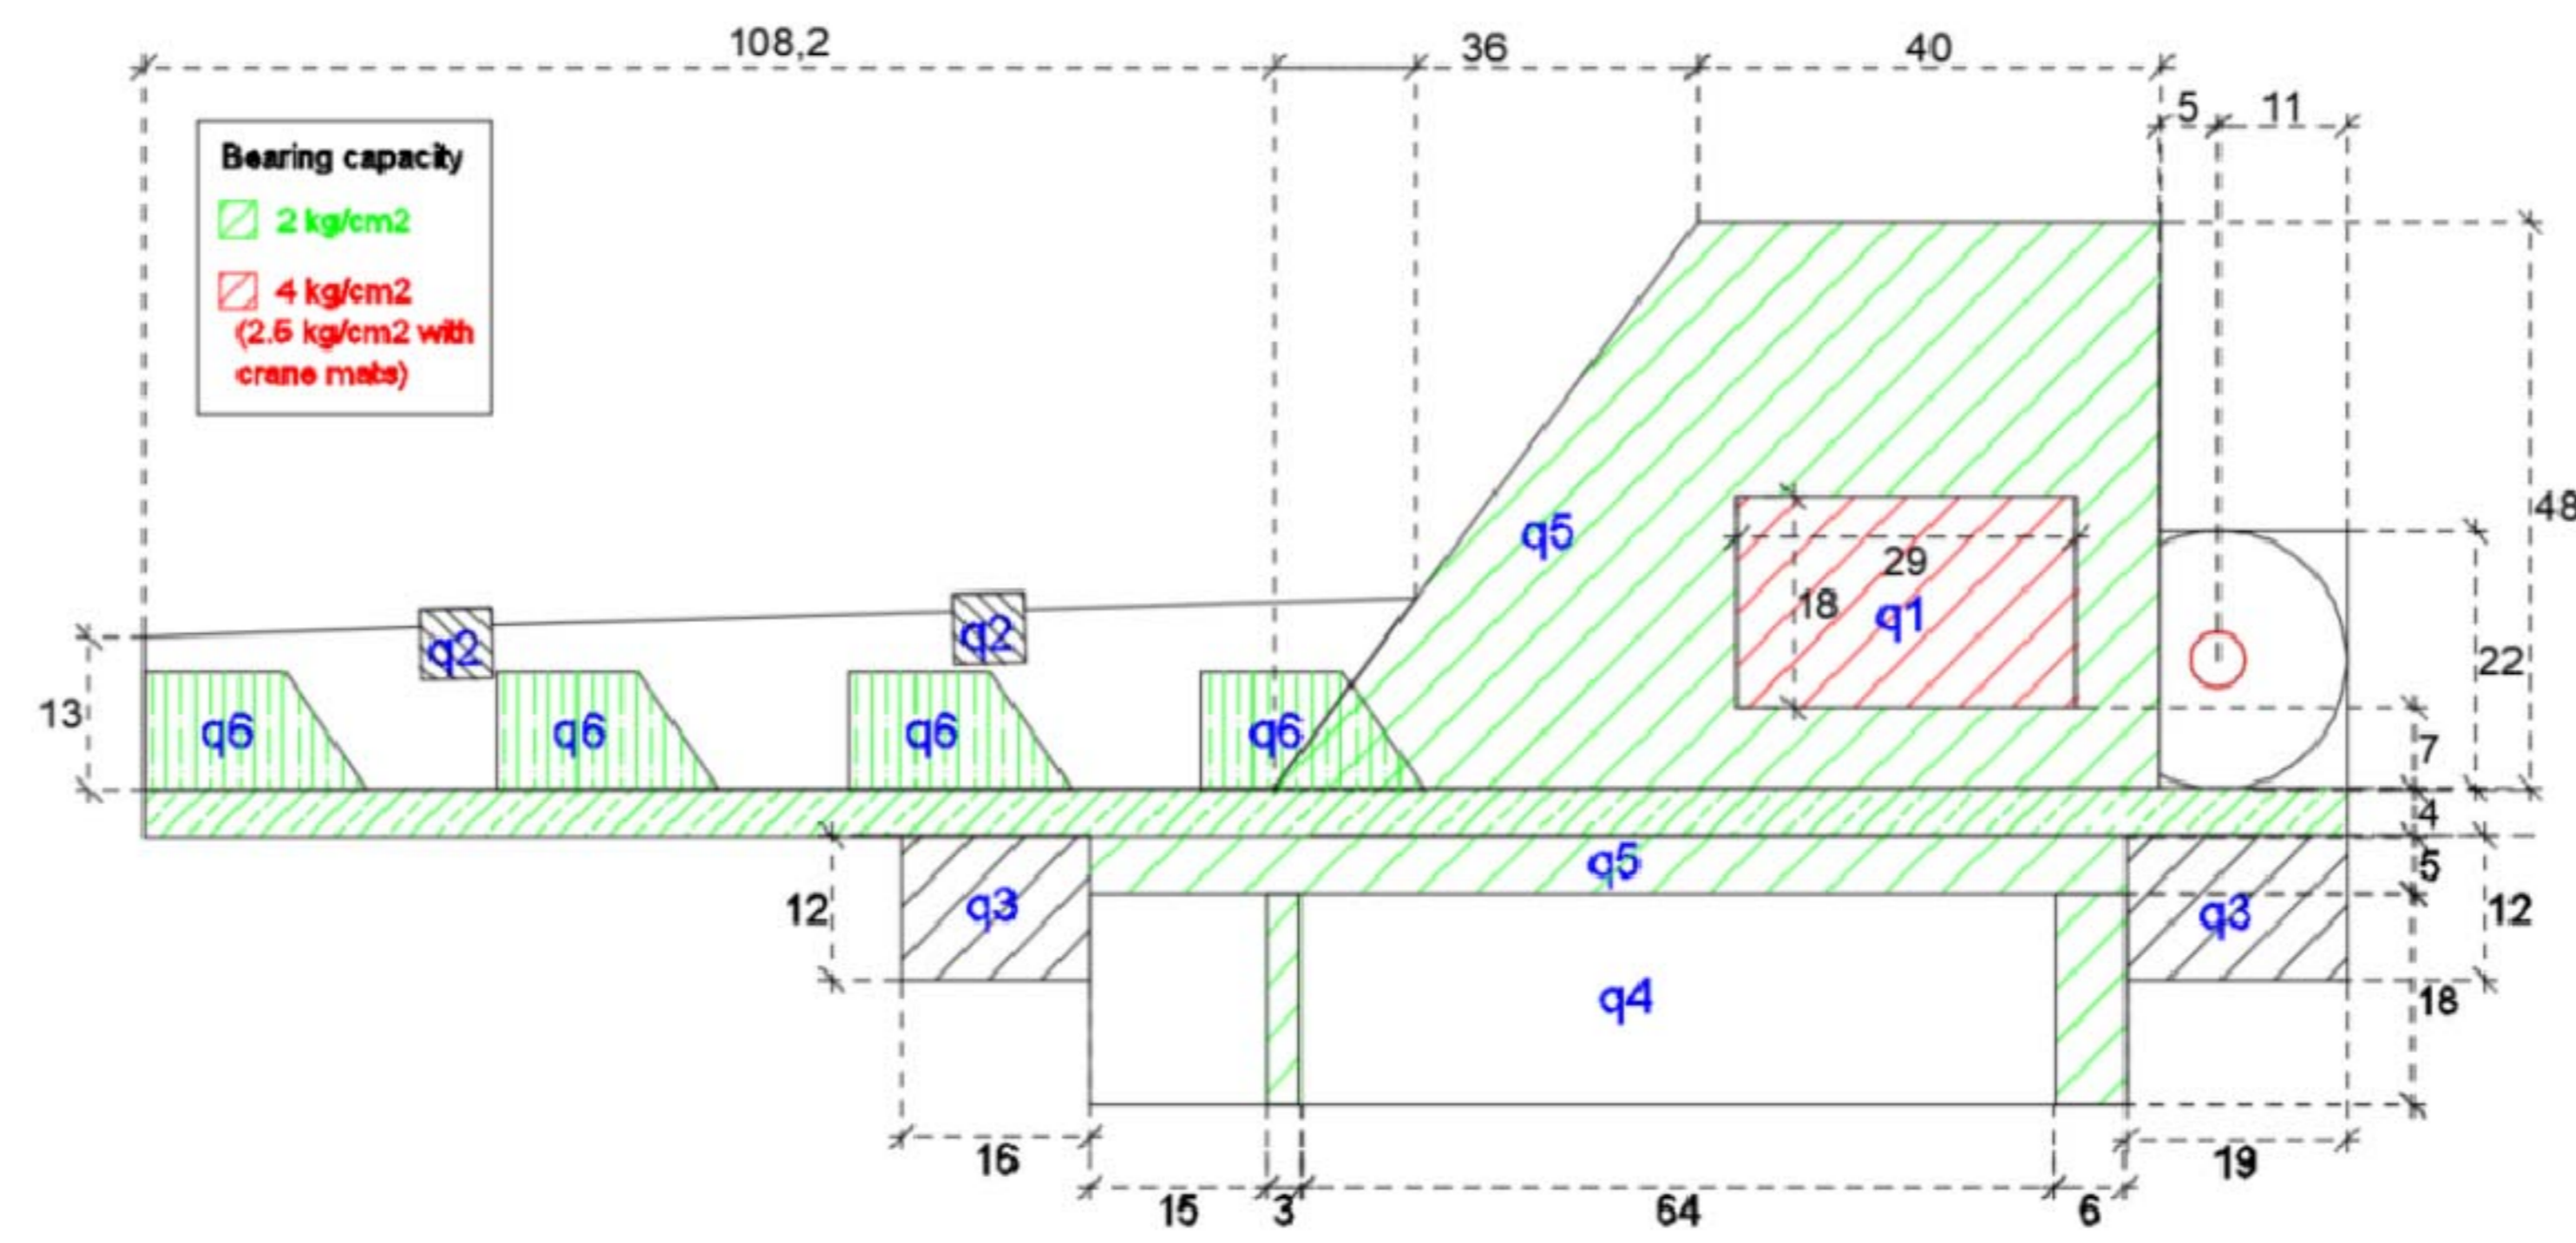 108,2
36
40
5
11
Bearing capacity
2 kg/cm2
4 kg/cm2
(2.5 kg/cm2 with
crane mats)
48
q5
29
18
q1
q2
q2
22
13
q6
q6
q6
q6
7
4
q5
5
12
q3
q3
12
q4
18
16
19
15
3
64
6